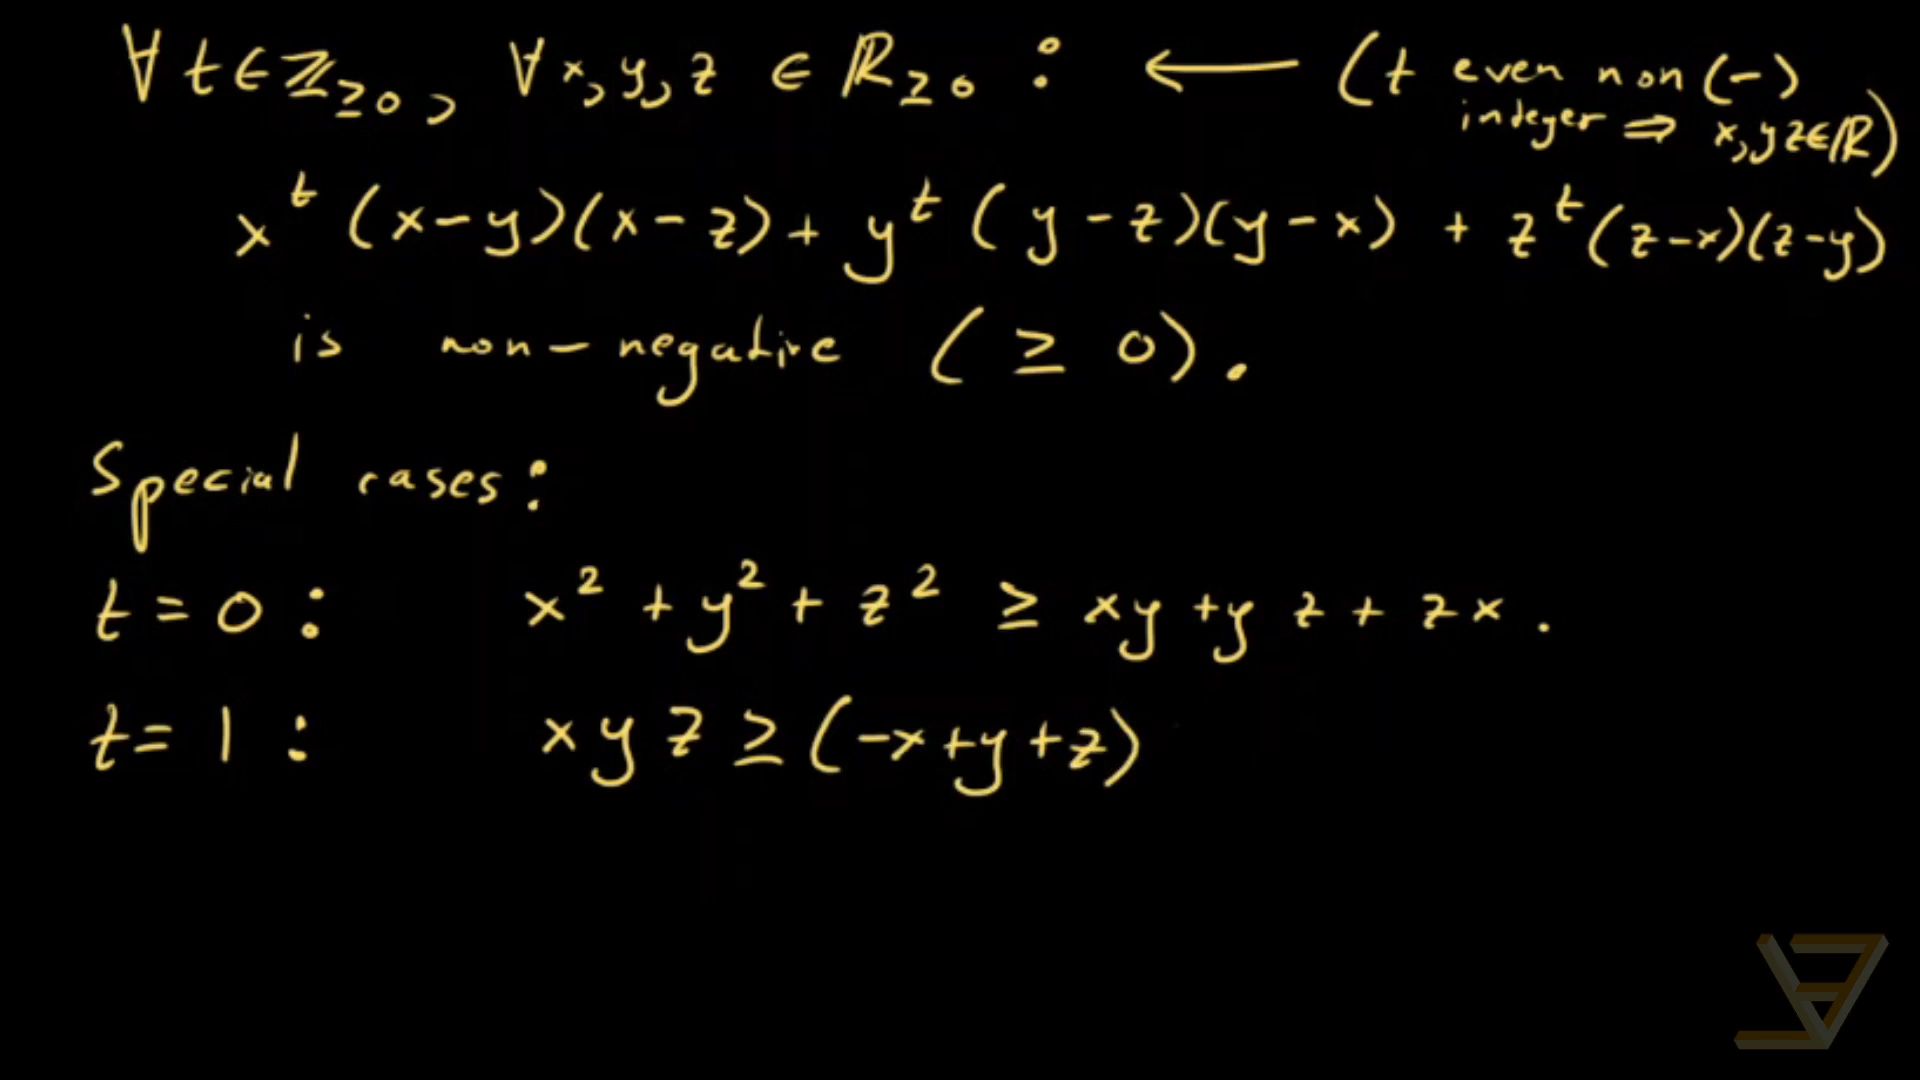 ∀ t ∈ ℤ≥0, ∀ x, y, z ∈ ℝ≥0 : ← (t even non (-)
integer ⇒ x, y z ∈ ℝ)
x^t (x-y)(x-z) + y^t (y-z)(y-x) + z^t (z-x)(z-y)
is non-negative (≥ 0).
Special cases:
t = 0 : x² + y² + z² ≥ xy + yz + zx.
t = 1 : xyz ≥ (-x+y+z)